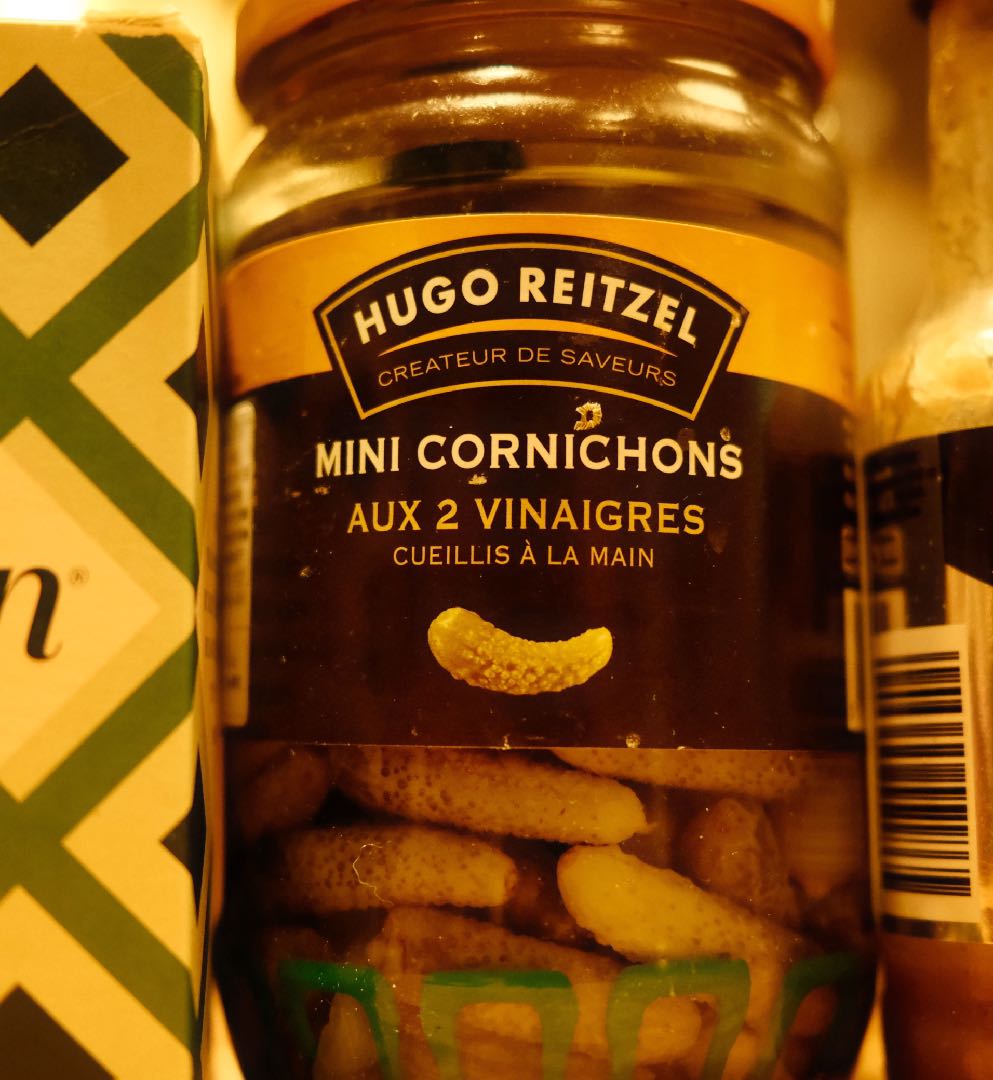 HUGO REITZEL
CREATEUR DE SAVEURS
MINI CORNICHONS
AUX 2 VINAIGRES
CUEILLIS À LA MAIN
n®